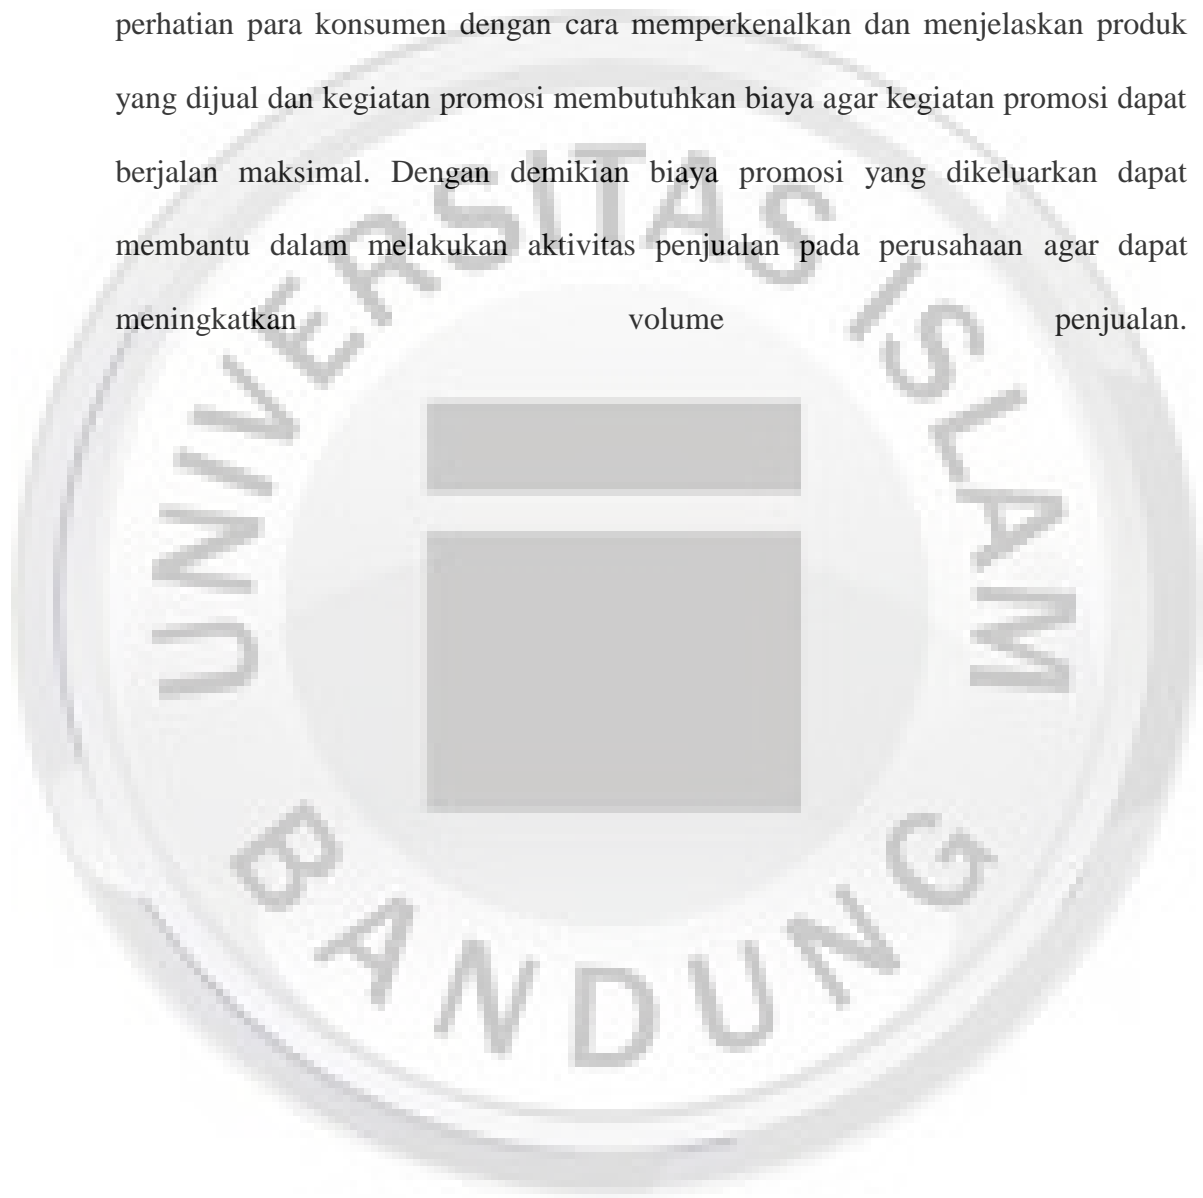 perhatian para konsumen dengan cara memperkenalkan dan menjelaskan produk
yang dijual dan kegiatan promosi membutuhkan biaya agar kegiatan promosi dapat
berjalan maksimal. Dengan demikian biaya promosi yang dikeluarkan dapat
membantu dalam melakukan aktivitas penjualan pada perusahaan agar dapat
meningkatkan volume penjualan.
UNIVERSITAS ISLAM
BANDUNG